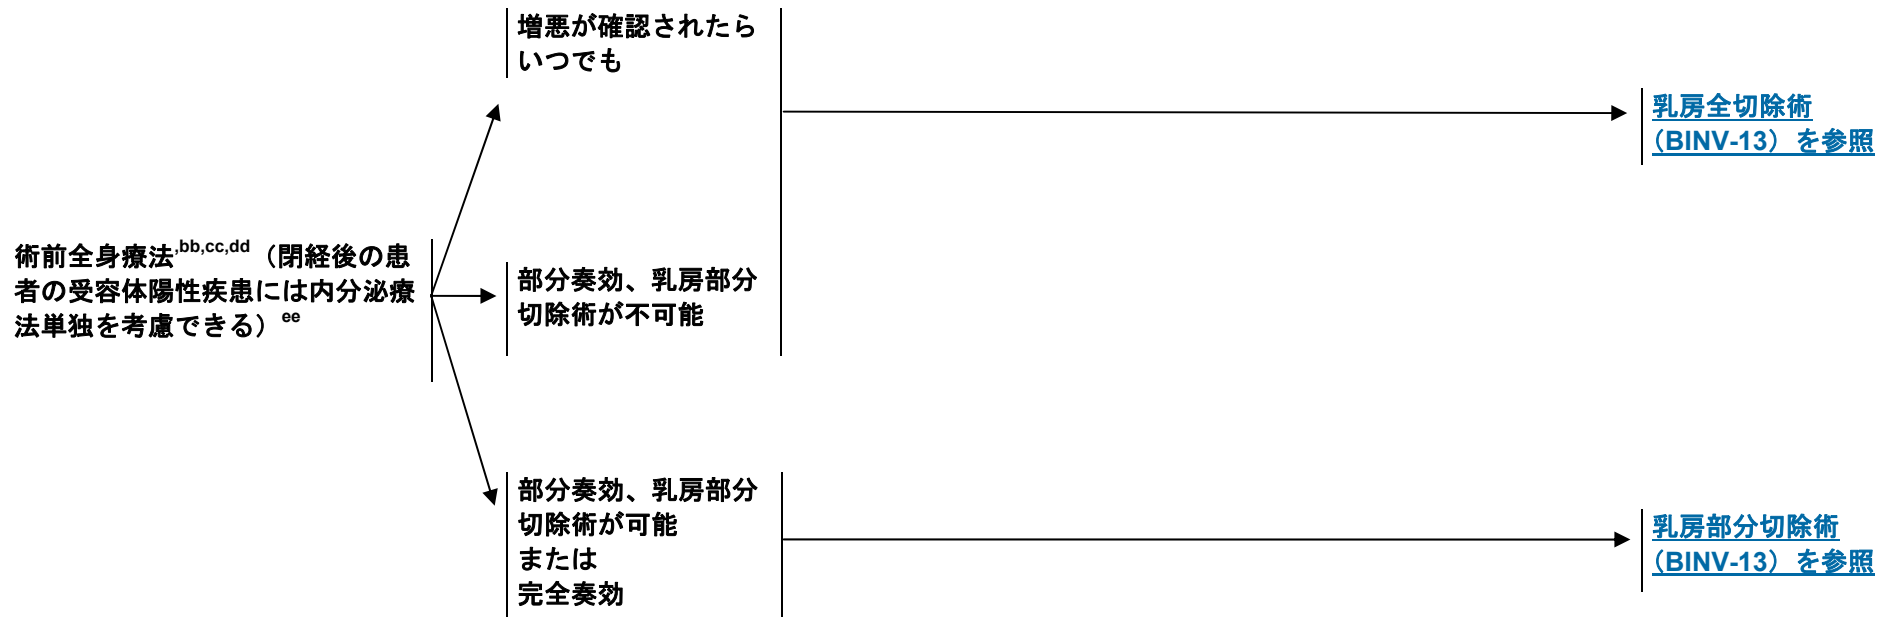 増悪が確認されたら
いつでも
乳房全切除術
（BINV-13）を参照
術前全身療法,bb,cc,dd（閉経後の患
者の受容体陽性疾患には内分泌療
法単独を考慮できる）ee
部分奏効、乳房部分
切除術が不可能
部分奏効、乳房部分
切除術が可能
または
完全奏効
乳房部分切除術
（BINV-13）を参照